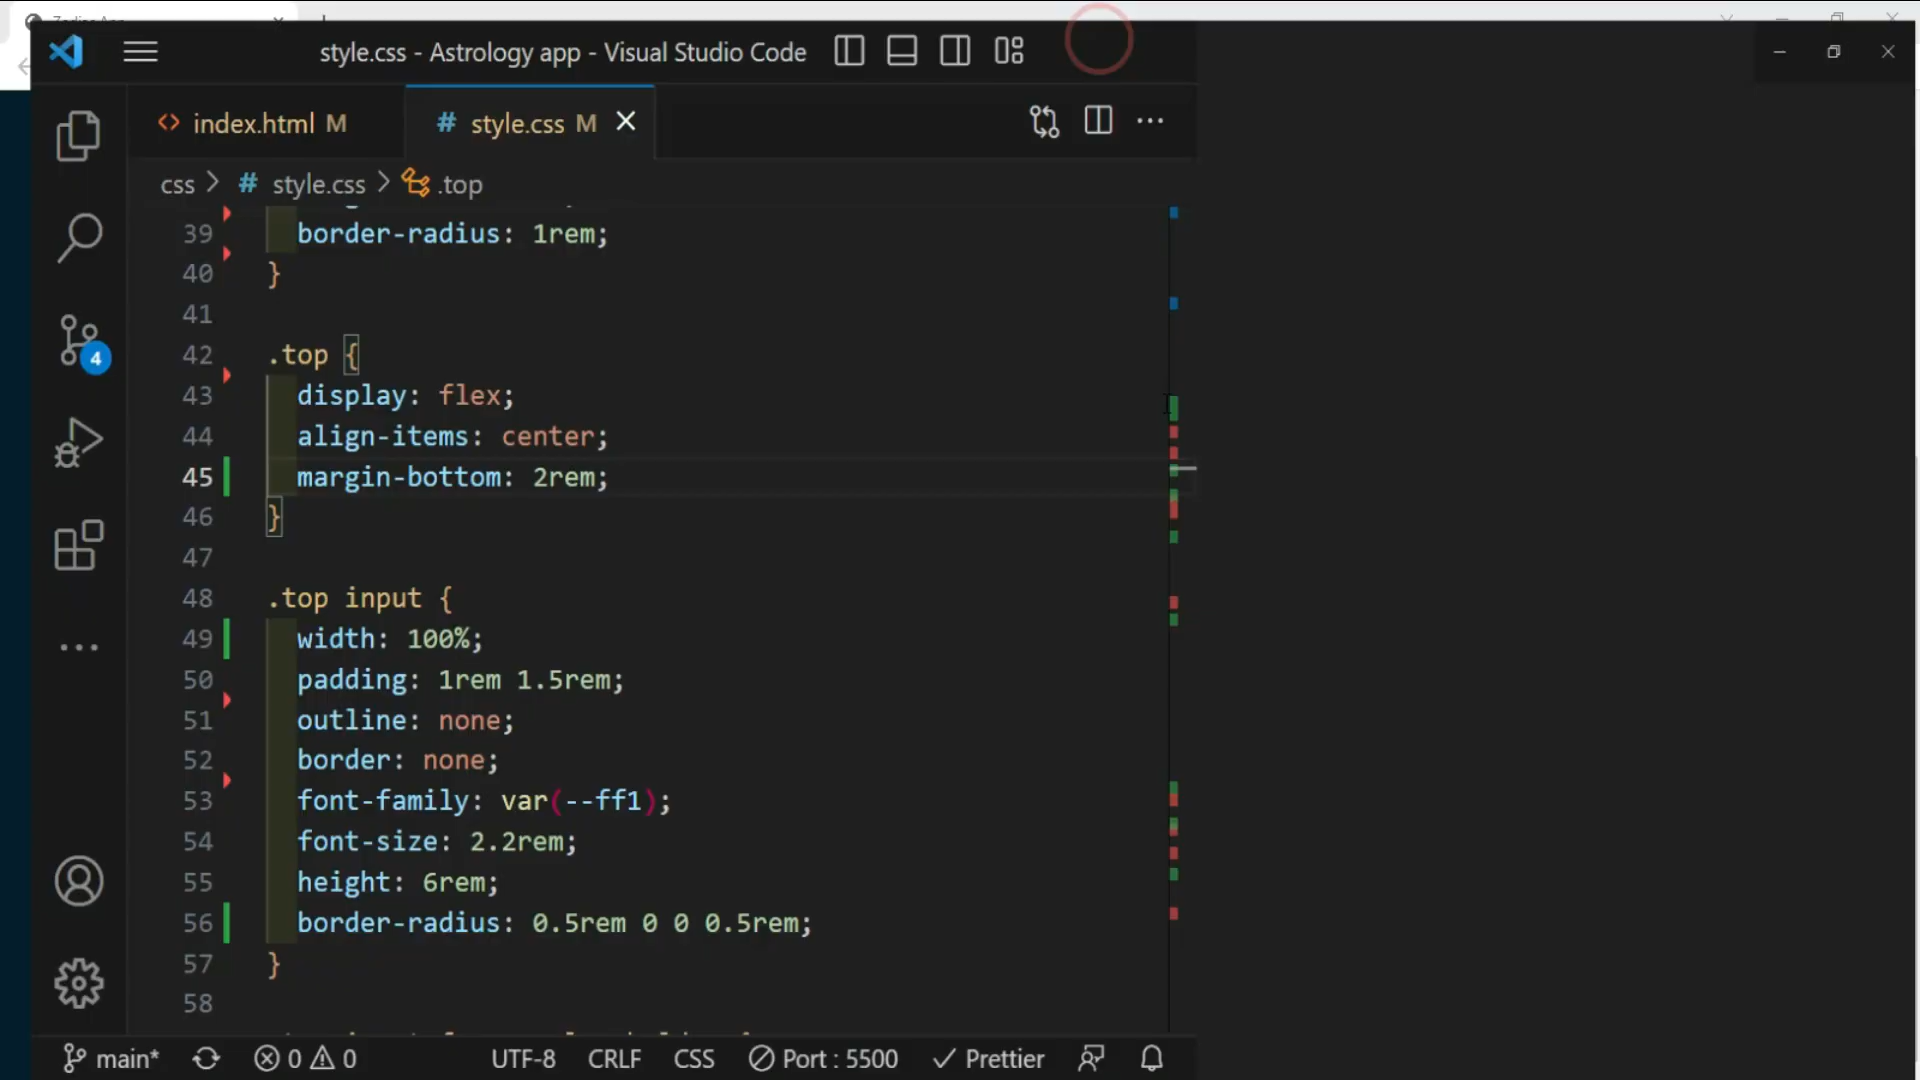 style.css - Astrology app - Visual Studio Code
index.html M
# style.css M
css > # style.css > .top
39 border-radius: 1rem;
40 }
41
42 .top {
43 display: flex;
44 align-items: center;
45 margin-bottom: 2rem;
46 }
47
48 .top input {
49 width: 100%;
50 padding: 1rem 1.5rem;
51 outline: none;
52 border: none;
53 font-family: var(--ff1);
54 font-size: 2.2rem;
55 height: 6rem;
56 border-radius: 0.5rem 0 0 0.5rem;
57 }
58
4
main* 0 0 UTF-8 CRLF CSS Port : 5500 Prettier